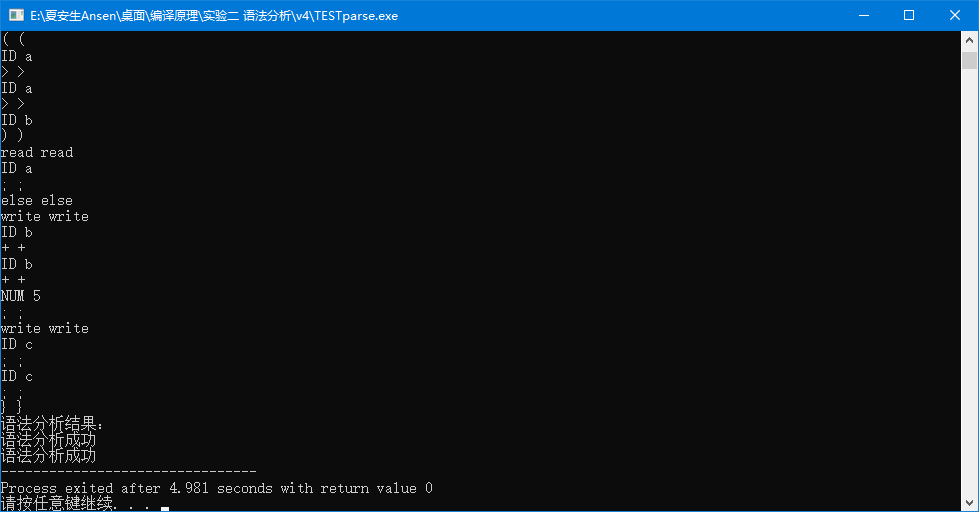 E:\夏安生Ansen\桌面\编译原理\实验二 语法分析\v4\TESTparse.exe
( (
ID a
> >
ID a
> >
ID b
) )
read read
ID a
; ;
else else
write write
ID b
+ +
ID b
+ +
NUM 5
; ;
write write
ID c
; ;
ID c
; ;
} }
语法分析结果：
语法分析成功
语法分析成功
--------------------------------
Process exited after 4.981 seconds with return value 0
请按任意键继续. . .